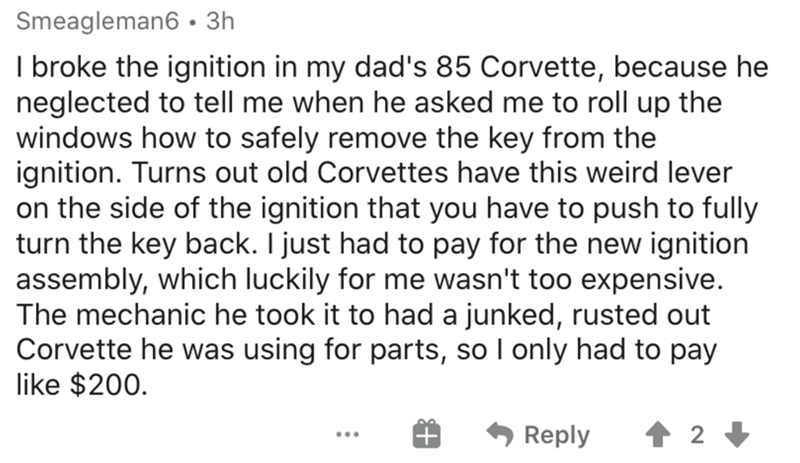 Smeagleman6 • 3h
I broke the ignition in my dad's 85 Corvette, because he
neglected to tell me when he asked me to roll up the
windows how to safely remove the key from the
ignition. Turns out old Corvettes have this weird lever
on the side of the ignition that you have to push to fully
turn the key back. I just had to pay for the new ignition
assembly, which luckily for me wasn't too expensive.
The mechanic he took it to had a junked, rusted out
Corvette he was using for parts, so I only had to pay
like $200.
... Reply 2